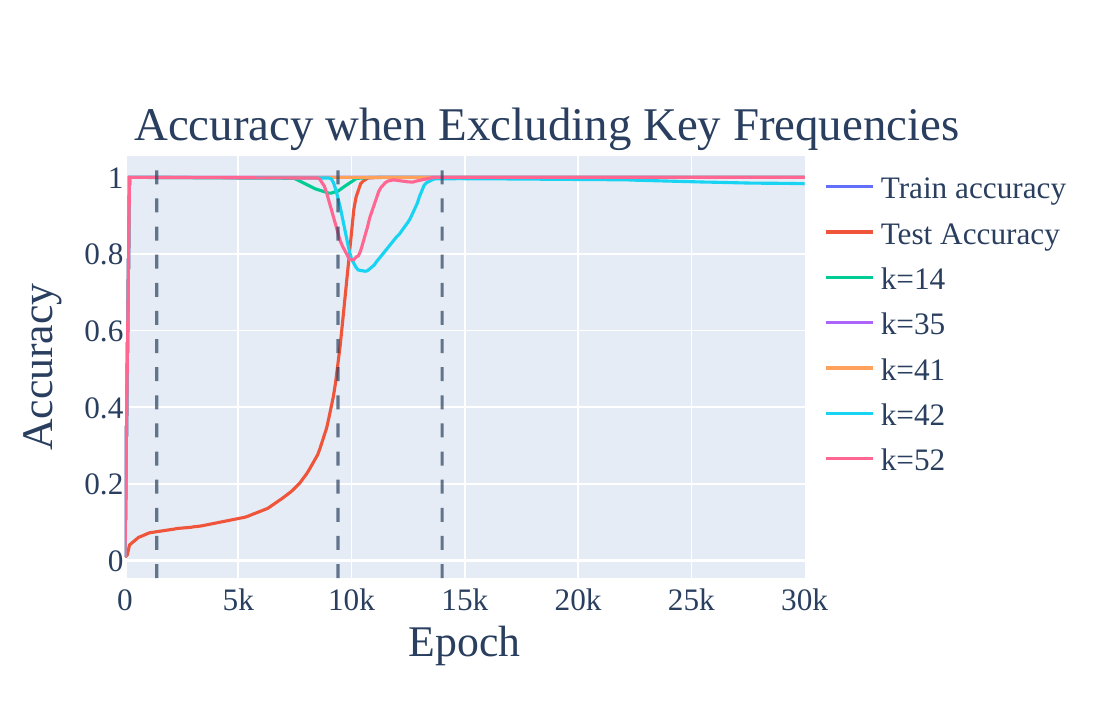 Accuracy when Excluding Key Frequencies
Accuracy
1
0.8
0.6
0.4
0.2
0
0 5k 10k 15k 20k 25k 30k
Epoch
Train accuracy
Test Accuracy
k=14
k=35
k=41
k=42
k=52